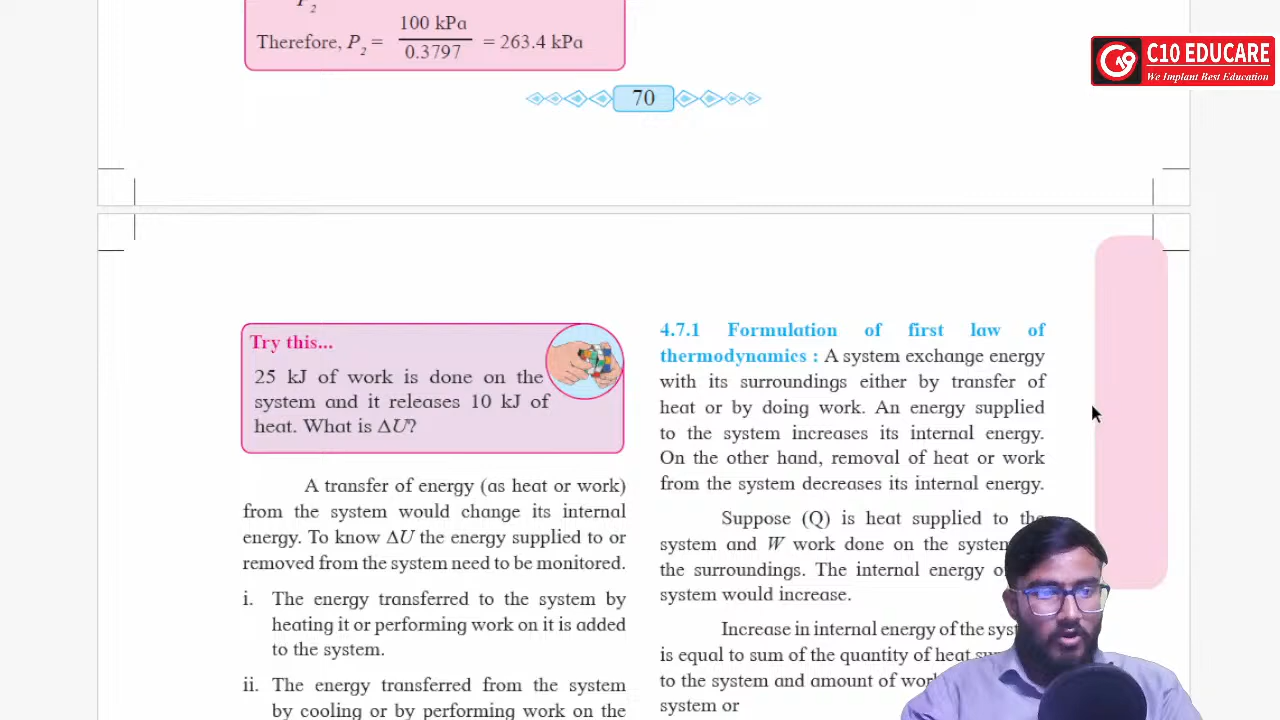 P2
Therefore, P2 = 100 kPa / 0.3797 = 263.4 kPa
C10 EDUCARE
We Implant Best Education
70
Try this...
25 kJ of work is done on the
system and it releases 10 kJ of
heat. What is ΔU?
A transfer of energy (as heat or work)
from the system would change its internal
energy. To know ΔU the energy supplied to or
removed from the system need to be monitored.
i. The energy transferred to the system by
heating it or performing work on it is added
to the system.
ii. The energy transferred from the system
by cooling or by performing work on the
4.7.1 Formulation of first law of
thermodynamics : A system exchange energy
with its surroundings either by transfer of
heat or by doing work. An energy supplied
to the system increases its internal energy.
On the other hand, removal of heat or work
from the system decreases its internal energy.
Suppose (Q) is heat supplied to the
system and W work done on the system
the surroundings. The internal energy
system would increase.
Increase in internal energy of the
is equal to sum of the quantity of heat
to the system and amount of
system or